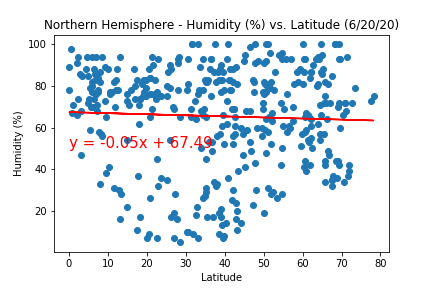 Northern Hemisphere - Humidity (%) vs. Latitude (6/20/20)
100
80
60
40
20
Humidity (%)
y = -0.05x + 67.49
0 10 20 30 40 50 60 70 80
Latitude